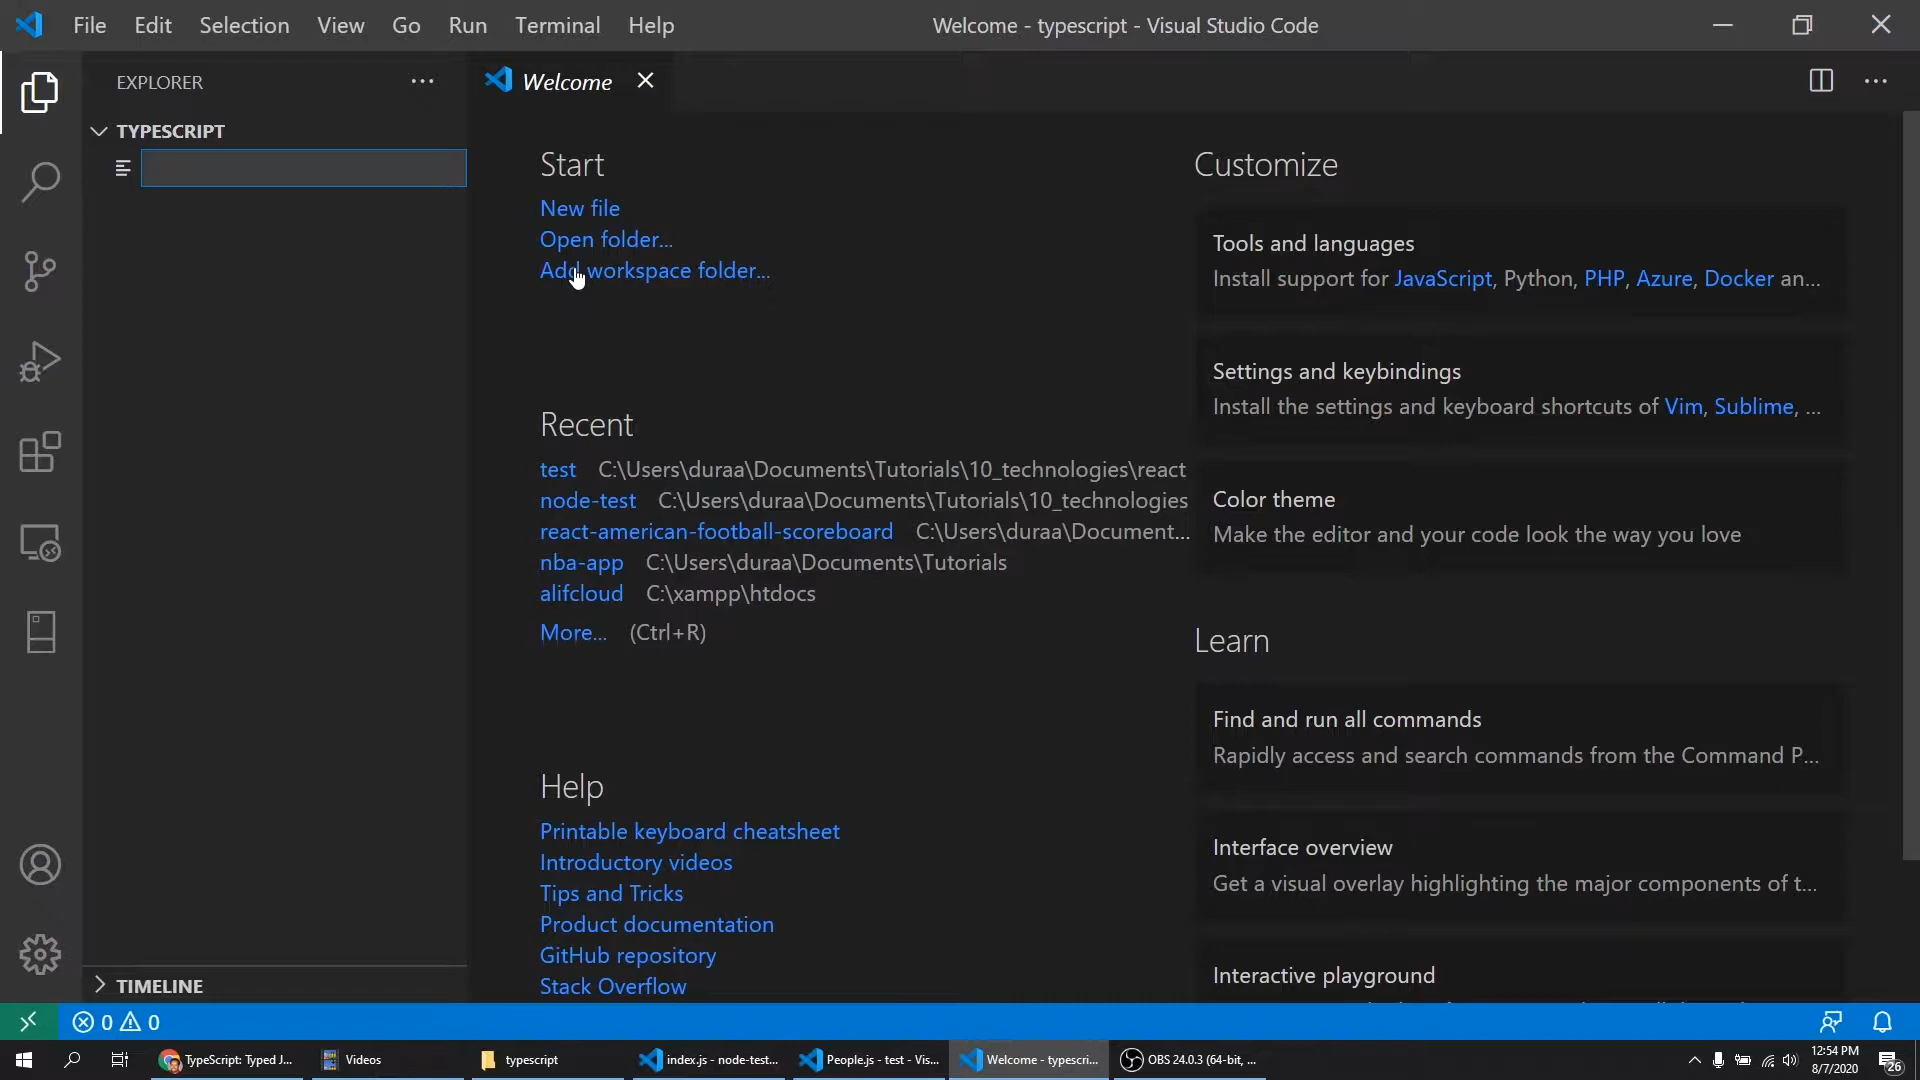 File Edit Selection View Go Run Terminal Help
Welcome - typescript - Visual Studio Code
EXPLORER
TYPESCRIPT
TIMELINE
Welcome
Start
New file
Open folder...
Add workspace folder...
Recent
test C:\Users\duraa\Documents\Tutorials\10_technologies\react
node-test C:\Users\duraa\Documents\Tutorials\10_technologies
react-american-football-scoreboard C:\Users\duraa\Document...
nba-app C:\Users\duraa\Documents\Tutorials
alifcloud C:\xampp\htdocs
More... (Ctrl+R)
Help
Printable keyboard cheatsheet
Introductory videos
Tips and Tricks
Product documentation
GitHub repository
Stack Overflow
Customize
Tools and languages
Install support for JavaScript, Python, PHP, Azure, Docker an...
Settings and keybindings
Install the settings and keyboard shortcuts of Vim, Sublime, ...
Color theme
Make the editor and your code look the way you love
Learn
Find and run all commands
Rapidly access and search commands from the Command P...
Interface overview
Get a visual overlay highlighting the major components of t...
Interactive playground
0 0
TypeScript: Typed J...
Videos
typescript
index.js - node-test...
People.js - test - Vis...
Welcome - typescri...
OBS 24.0.3 (64-bit, ...
12:54 PM
8/7/2020
26